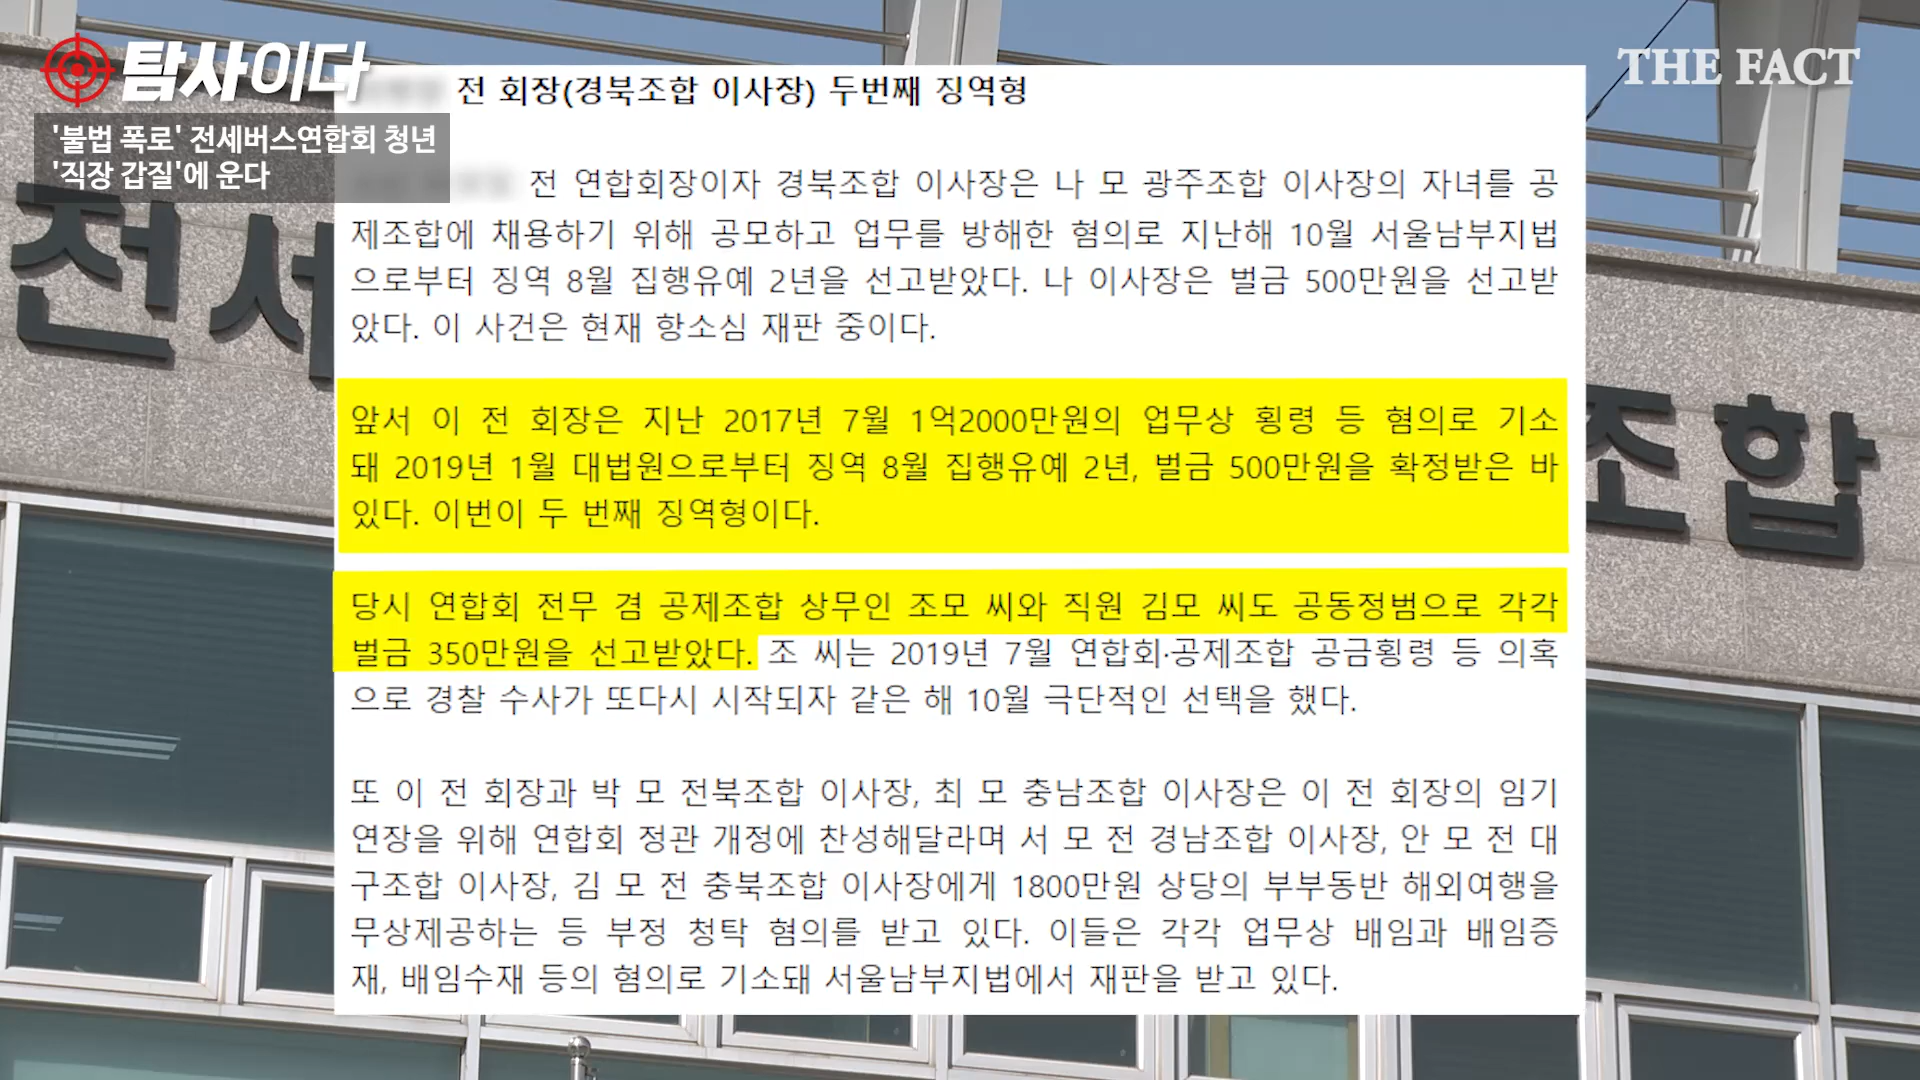 탐사이다
THE FACT
'불법 폭로' 전세버스연합회 청년
'직장 갑질'에 운다
전 회장(경북조합 이사장) 두번째 징역형
전 연합회장이자 경북조합 이사장은 나 모 광주조합 이사장의 자녀를 공
제조합에 채용하기 위해 공모하고 업무를 방해한 혐의로 지난해 10월 서울남부지법
으로부터 징역 8월 집행유예 2년을 선고받았다. 나 이사장은 벌금 500만원을 선고받
았다. 이 사건은 현재 항소심 재판 중이다.
앞서 이 전 회장은 지난 2017년 7월 1억2000만원의 업무상 횡령 등 혐의로 기소
돼 2019년 1월 대법원으로부터 징역 8월 집행유예 2년, 벌금 500만원을 확정받은 바
있다. 이번이 두 번째 징역형이다.
당시 연합회 전무 겸 공제조합 상무인 조모 씨와 직원 김모 씨도 공동정범으로 각각
벌금 350만원을 선고받았다. 조 씨는 2019년 7월 연합회·공제조합 공금횡령 등 의혹
으로 경찰 수사가 또다시 시작되자 같은 해 10월 극단적인 선택을 했다.
또 이 전 회장과 박 모 전북조합 이사장, 최 모 충남조합 이사장은 이 전 회장의 임기
연장을 위해 연합회 정관 개정에 찬성해달라며 서 모 전 경남조합 이사장, 안 모 전 대
구조합 이사장, 김 모 전 충북조합 이사장에게 1800만원 상당의 부부동반 해외여행을
무상제공하는 등 부정 청탁 혐의를 받고 있다. 이들은 각각 업무상 배임과 배임증
재, 배임수재 등의 혐의로 기소돼 서울남부지법에서 재판을 받고 있다.
전세
조합